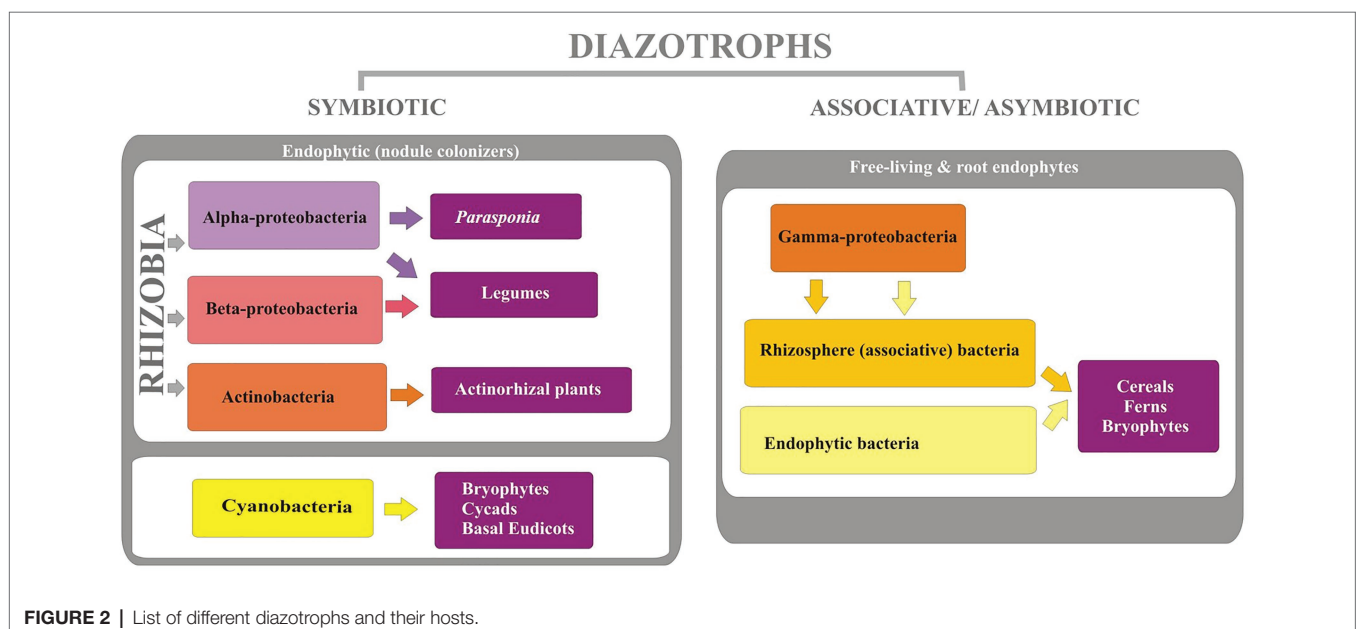 DIAZOTROPHS
SYMBIOTIC
Endophytic (nodule colonizers)
RHIZOBIA
Alpha-proteobacteria
Parasponia
Legumes
Beta-proteobacteria
Actinobacteria
Actinorhizal plants
Cyanobacteria
Bryophytes
Cycads
Basal Eudicots
ASSOCIATIVE/ ASYMBIOTIC
Free-living & root endophytes
Gamma-proteobacteria
Rhizosphere (associative) bacteria
Endophytic bacteria
Cereals
Ferns
Bryophytes
FIGURE 2 | List of different diazotrophs and their hosts.